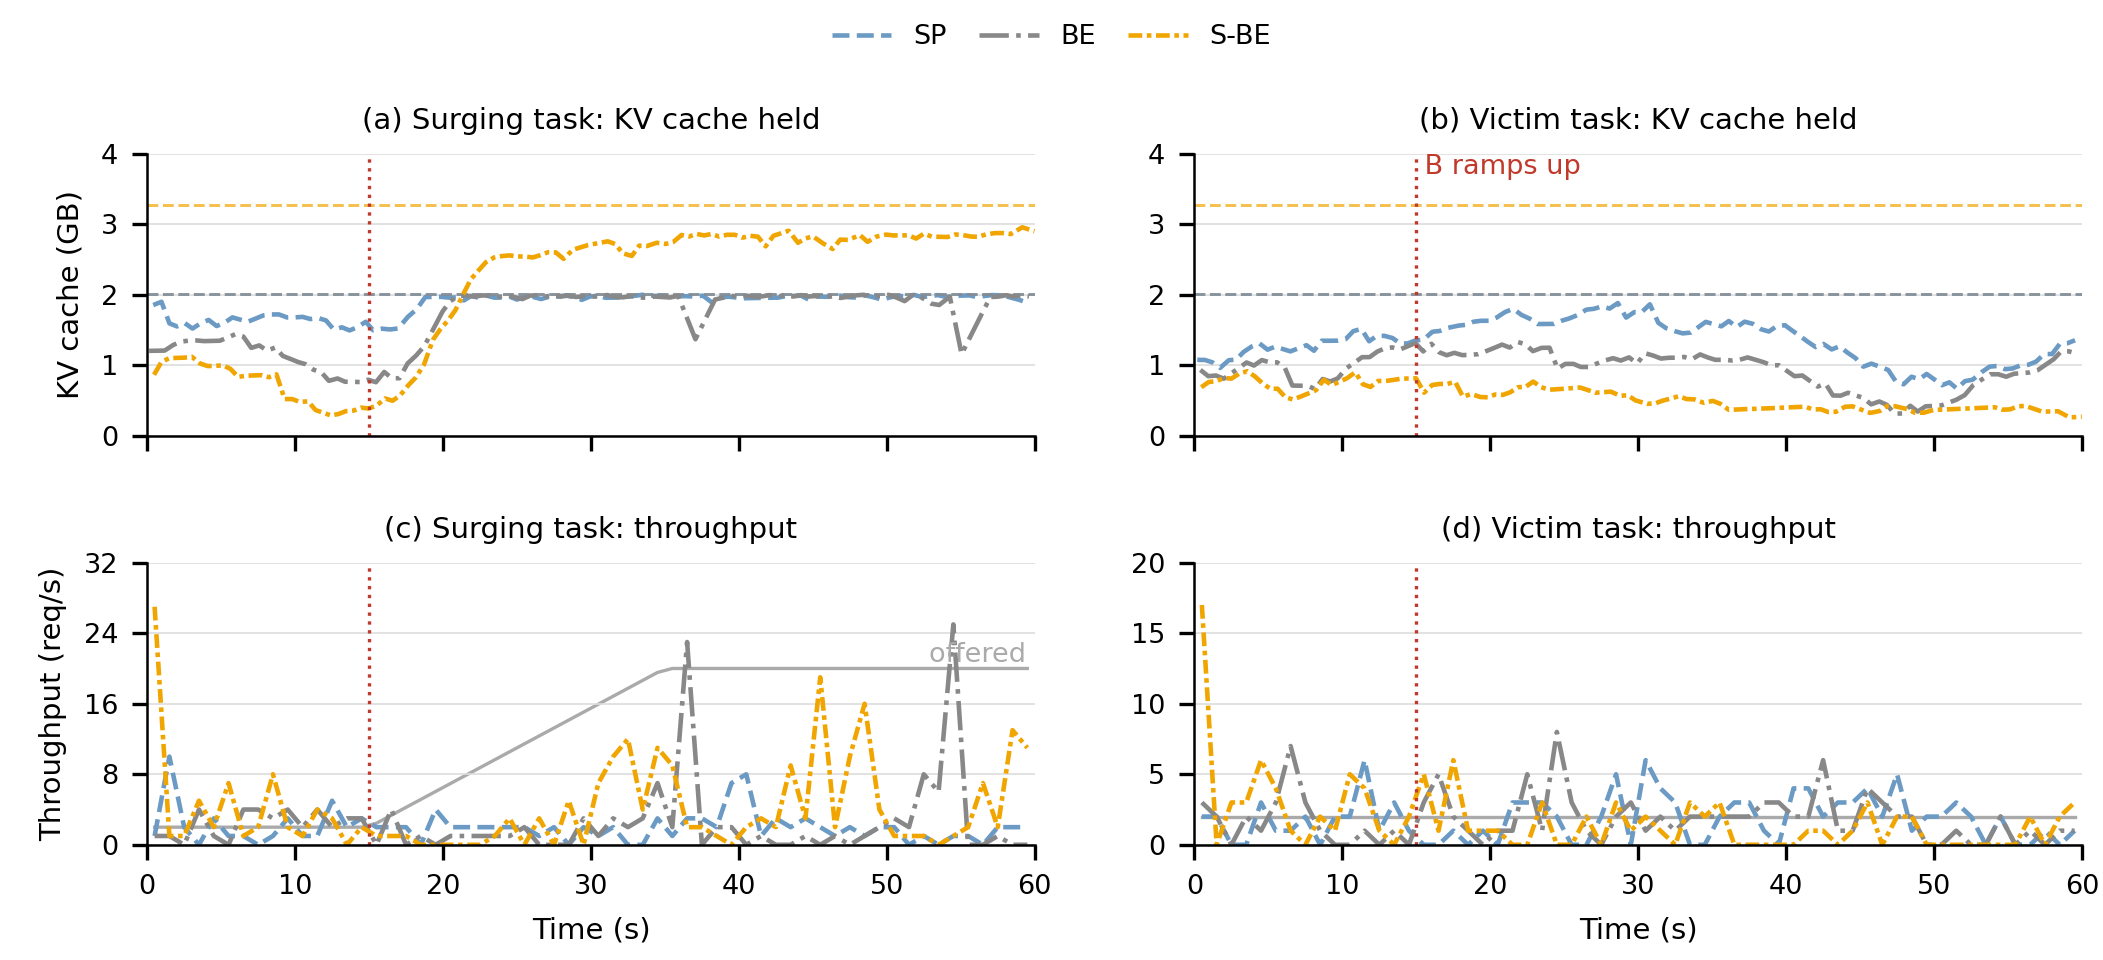 SP BE S-BE
(a) Surging task: KV cache held
(b) Victim task: KV cache held
KV cache (GB)
4
3
2
1
0
4
3
2
1
0
B ramps up
(c) Surging task: throughput
(d) Victim task: throughput
Throughput (req/s)
32
24
16
8
0
offered
20
15
10
5
0
0 10 20 30 40 50 60
0 10 20 30 40 50 60
Time (s)
Time (s)